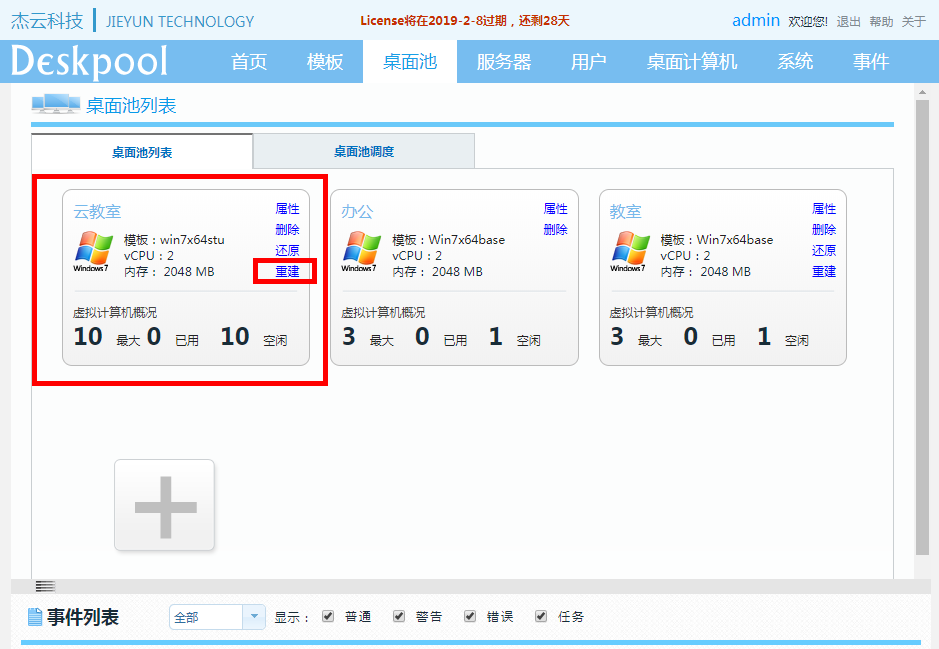 杰云科技 JIEYUN TECHNOLOGY License将在2019-2-8过期，还剩28天 admin 欢迎您! 退出 帮助 关于
Deskpool 首页 模板 桌面池 服务器 用户 桌面计算机 系统 事件
桌面池列表
桌面池列表 桌面池调度
云教室 属性
删除
模板：win7x64stu 还原
vCPU：2
内存： 2048 MB 重建
Windows7
虚拟计算机概况
10 最大 0 已用 10 空闲
办公 属性
删除
模板：Win7x64base
vCPU：2
内存： 2048 MB
Windows7
虚拟计算机概况
3 最大 0 已用 1 空闲
教室 属性
删除
模板：Win7x64base 还原
vCPU：2
内存： 2048 MB 重建
Windows7
虚拟计算机概况
3 最大 0 已用 1 空闲
事件列表 全部 显示： 普通 警告 错误 任务